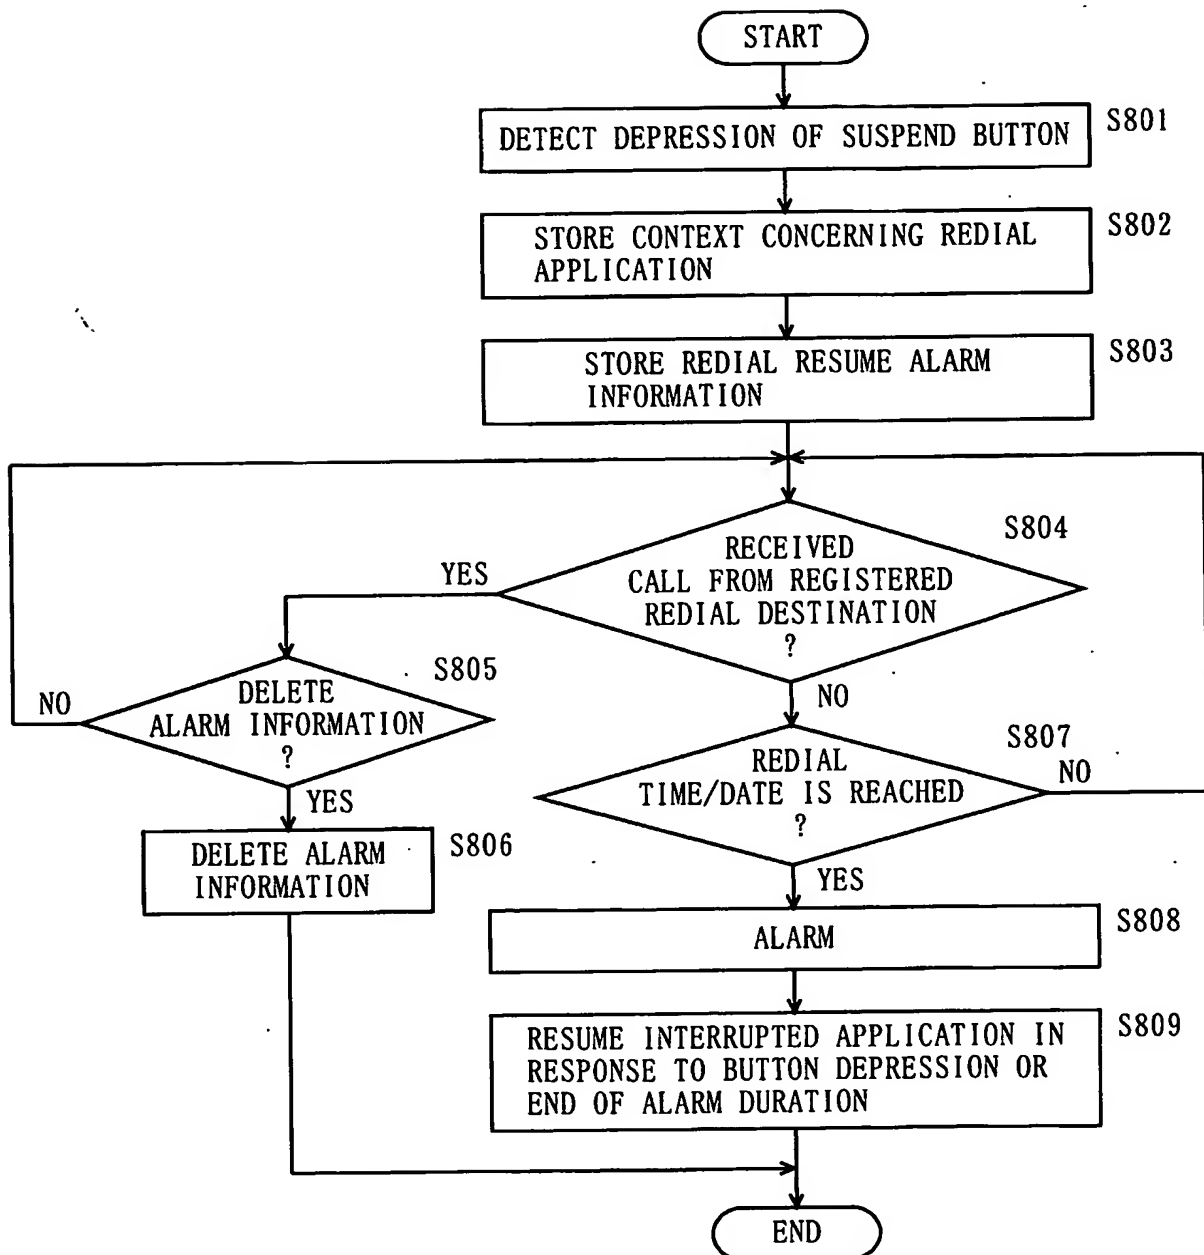 START
DETECT DEPRESSION OF SUSPEND BUTTON
S801
STORE CONTEXT CONCERNING REDIAL
APPLICATION
S802
STORE REDIAL RESUME ALARM
INFORMATION
S803
RECEIVED
CALL FROM REGISTERED
REDIAL DESTINATION
?
S804
YES
NO
DELETE
ALARM INFORMATION
?
S805
NO
YES
DELETE ALARM
INFORMATION
S806
REDIAL
TIME/DATE IS REACHED
?
S807
NO
YES
ALARM
S808
RESUME INTERRUPTED APPLICATION IN
RESPONSE TO BUTTON DEPRESSION OR
END OF ALARM DURATION
S809
END